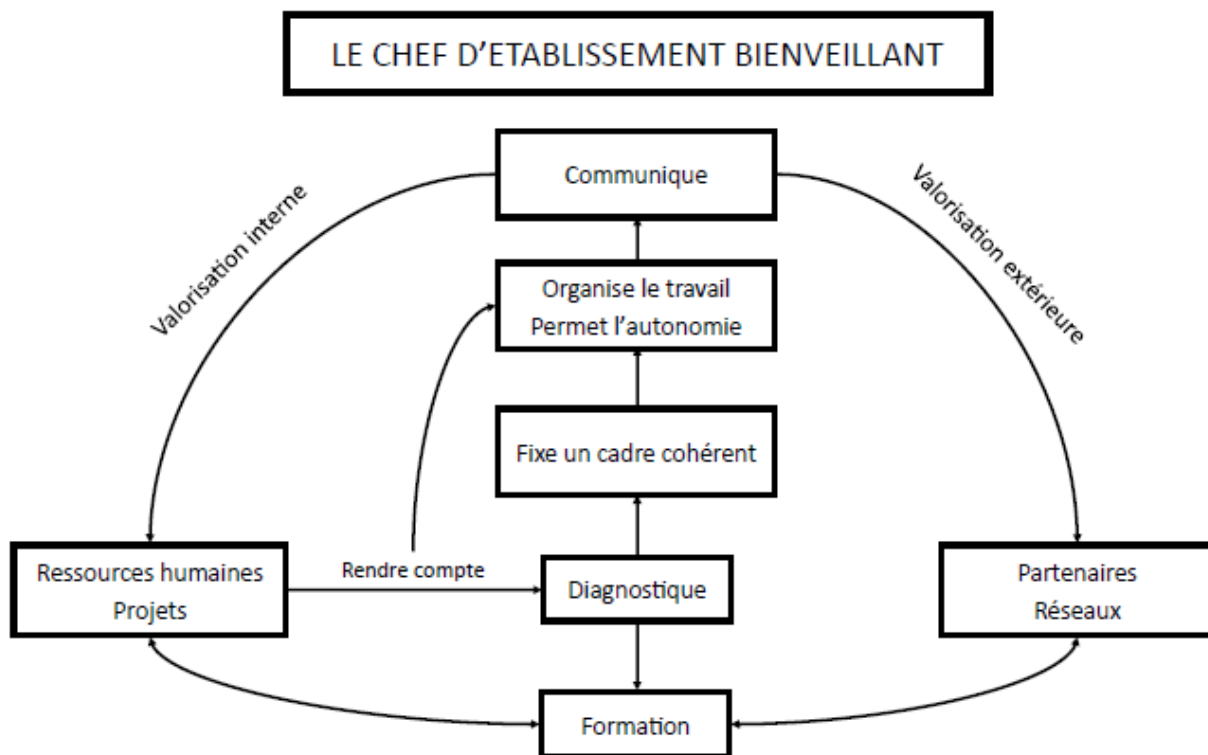 LE CHEF D'ETABLISSEMENT BIENVEILLANT
Communique
Valorisation interne
Valorisation extérieure
Organise le travail
Permet l'autonomie
Fixe un cadre cohérent
Ressources humaines
Projets
Rendre compte
Diagnostique
Partenaires
Réseaux
Formation